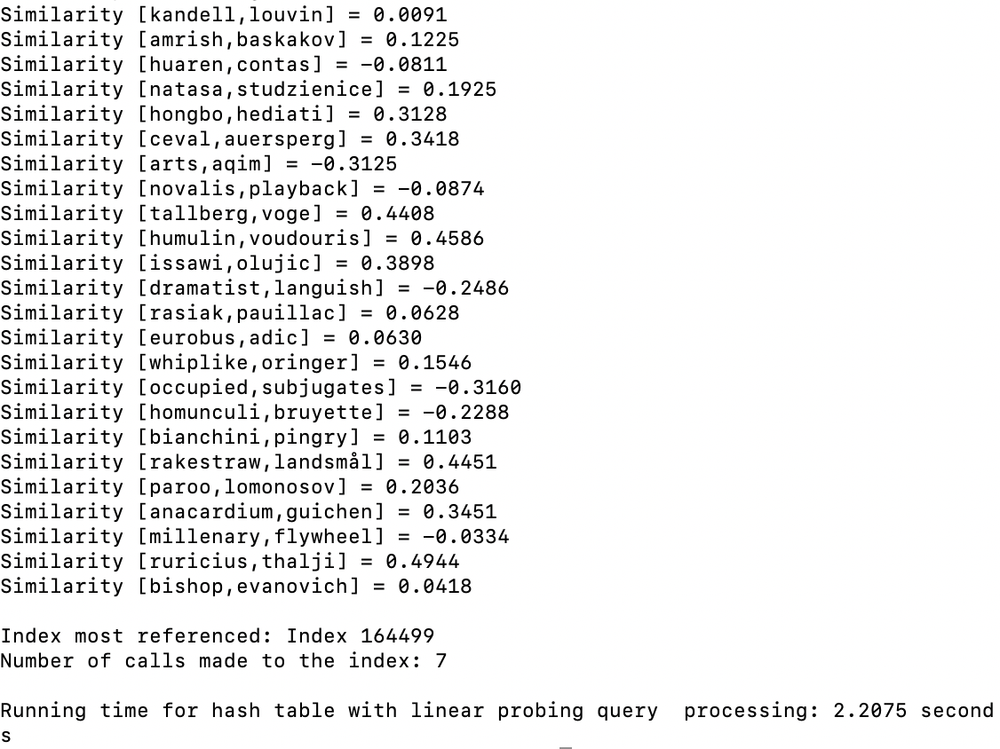 Similarity [kandell,louvin] = 0.0091
Similarity [amrish,baskakov] = 0.1225
Similarity [huaren,contas] = -0.0811
Similarity [natasa,studzienice] = 0.1925
Similarity [hongbo,hediati] = 0.3128
Similarity [ceval,auersperg] = 0.3418
Similarity [arts,aqim] = -0.3125
Similarity [novalis,playback] = -0.0874
Similarity [tallberg,voge] = 0.4408
Similarity [humulin,voudouris] = 0.4586
Similarity [issawi,olujic] = 0.3898
Similarity [dramatist,languish] = -0.2486
Similarity [rasiak,pauillac] = 0.0628
Similarity [eurobus,adic] = 0.0630
Similarity [whiplike,oringer] = 0.1546
Similarity [occupied,subjugates] = -0.3160
Similarity [homunculi,bruyette] = -0.2288
Similarity [bianchini,pingry] = 0.1103
Similarity [rakestraw,landsmål] = 0.4451
Similarity [paroo,lomonosov] = 0.2036
Similarity [anacardium,guichen] = 0.3451
Similarity [millenary,flywheel] = -0.0334
Similarity [ruricius,thalji] = 0.4944
Similarity [bishop,evanovich] = 0.0418
Index most referenced: Index 164499
Number of calls made to the index: 7
Running time for hash table with linear probing query  processing: 2.2075 second
s